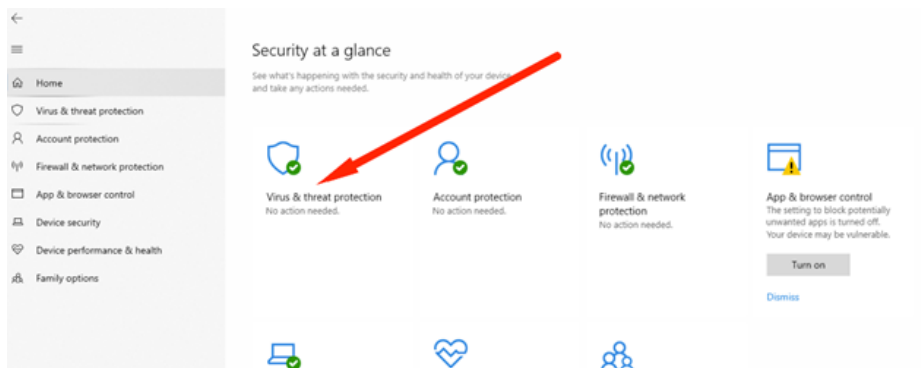 Home
Virus & threat protection
Account protection
Firewall & network protection
App & browser control
Device security
Device performance & health
Family options
Security at a glance
See what's happening with the security and health of your device
and take any actions needed.
Virus & threat protection
No action needed.
Account protection
No action needed.
Firewall & network
protection
No action needed.
App & browser control
The setting to block potentially
unwanted apps is turned off.
Your device may be vulnerable.
Turn on
Dismiss